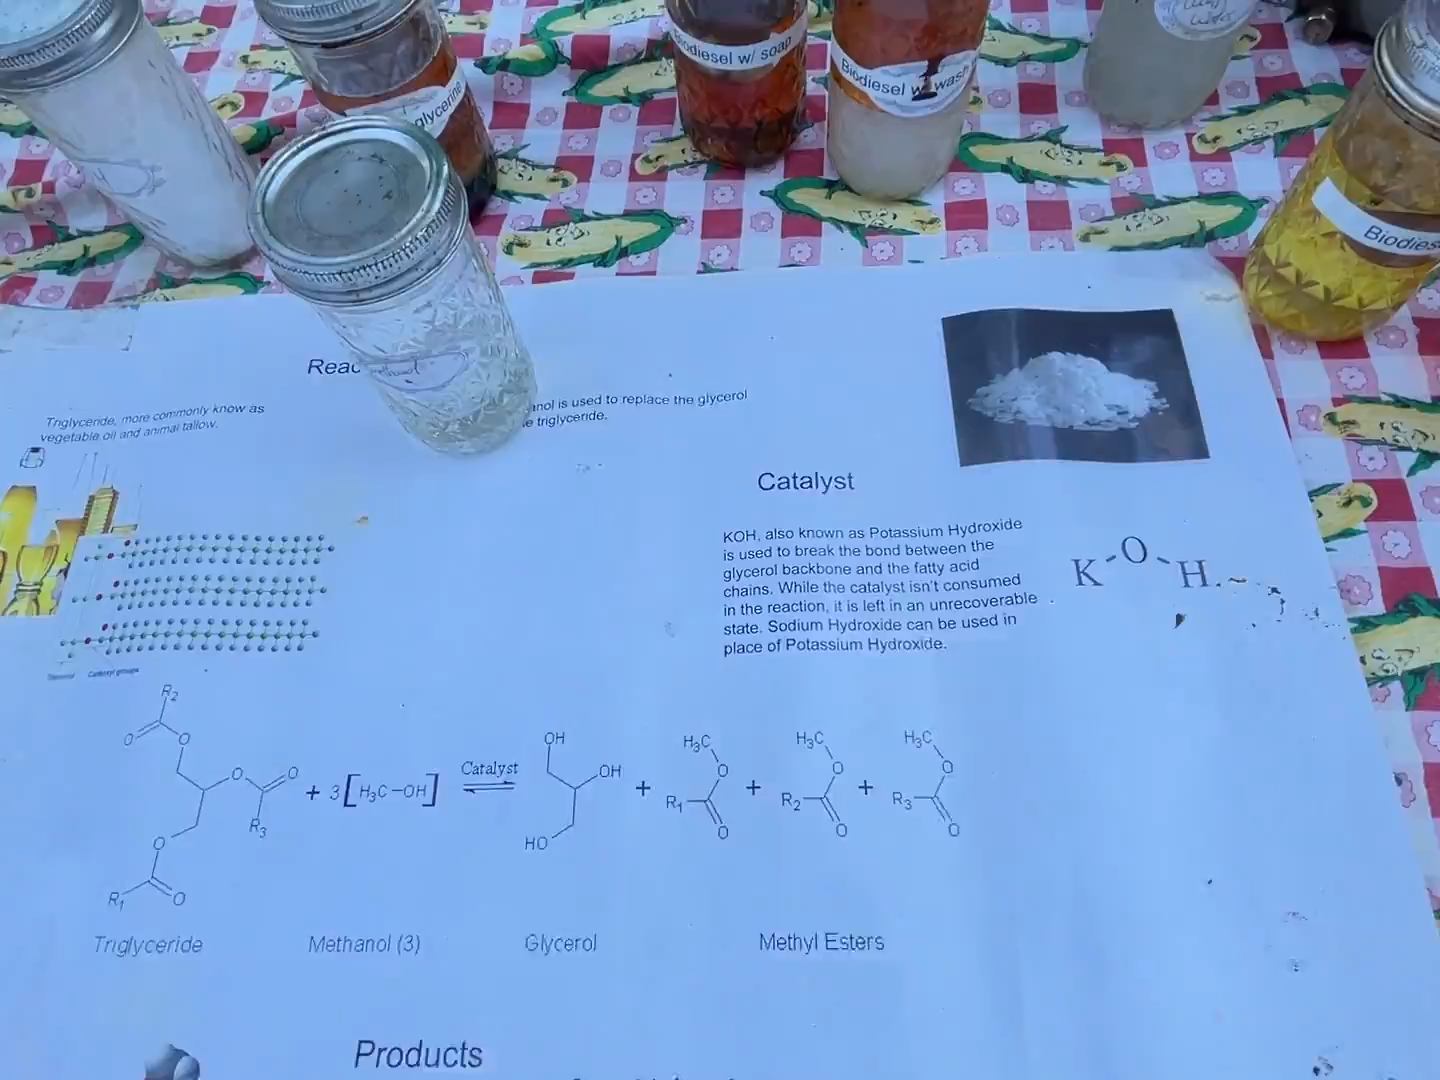 glycerine
Biodiesel w/ soap
Biodiesel w wash
Water
Biodies
Reac
Triglyceride, more commonly know as
vegetable oil and animal tallow.
anol is used to replace the glycerol
e triglyceride.
Catalyst
KOH, also known as Potassium Hydroxide
is used to break the bond between the
glycerol backbone and the fatty acid
chains. While the catalyst isn't consumed
in the reaction, it is left in an unrecoverable
state. Sodium Hydroxide can be used in
place of Potassium Hydroxide.
K-O-H
Carboxyl groups
R2
O
O
O
O
R3
O
R1
O
+ 3[H3C-OH]
Catalyst
OH
OH
HO
+
H3C
O
R1
O
+
H3C
O
R2
O
+
H3C
O
R3
O
Triglyceride
Methanol (3)
Glycerol
Methyl Esters
Products